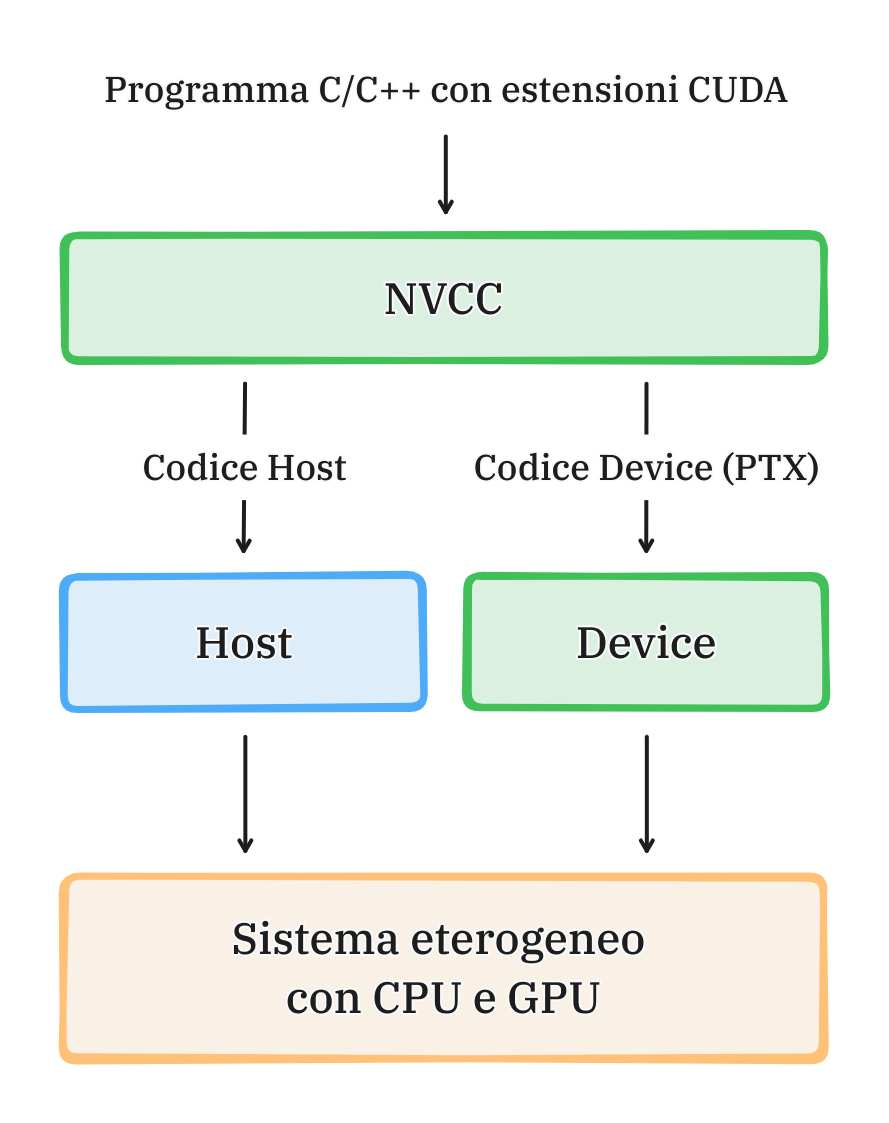 Programma C/C++ con estensioni CUDA
NVCC
Codice Host
Codice Device (PTX)
Host
Device
Sistema eterogeneo
con CPU e GPU